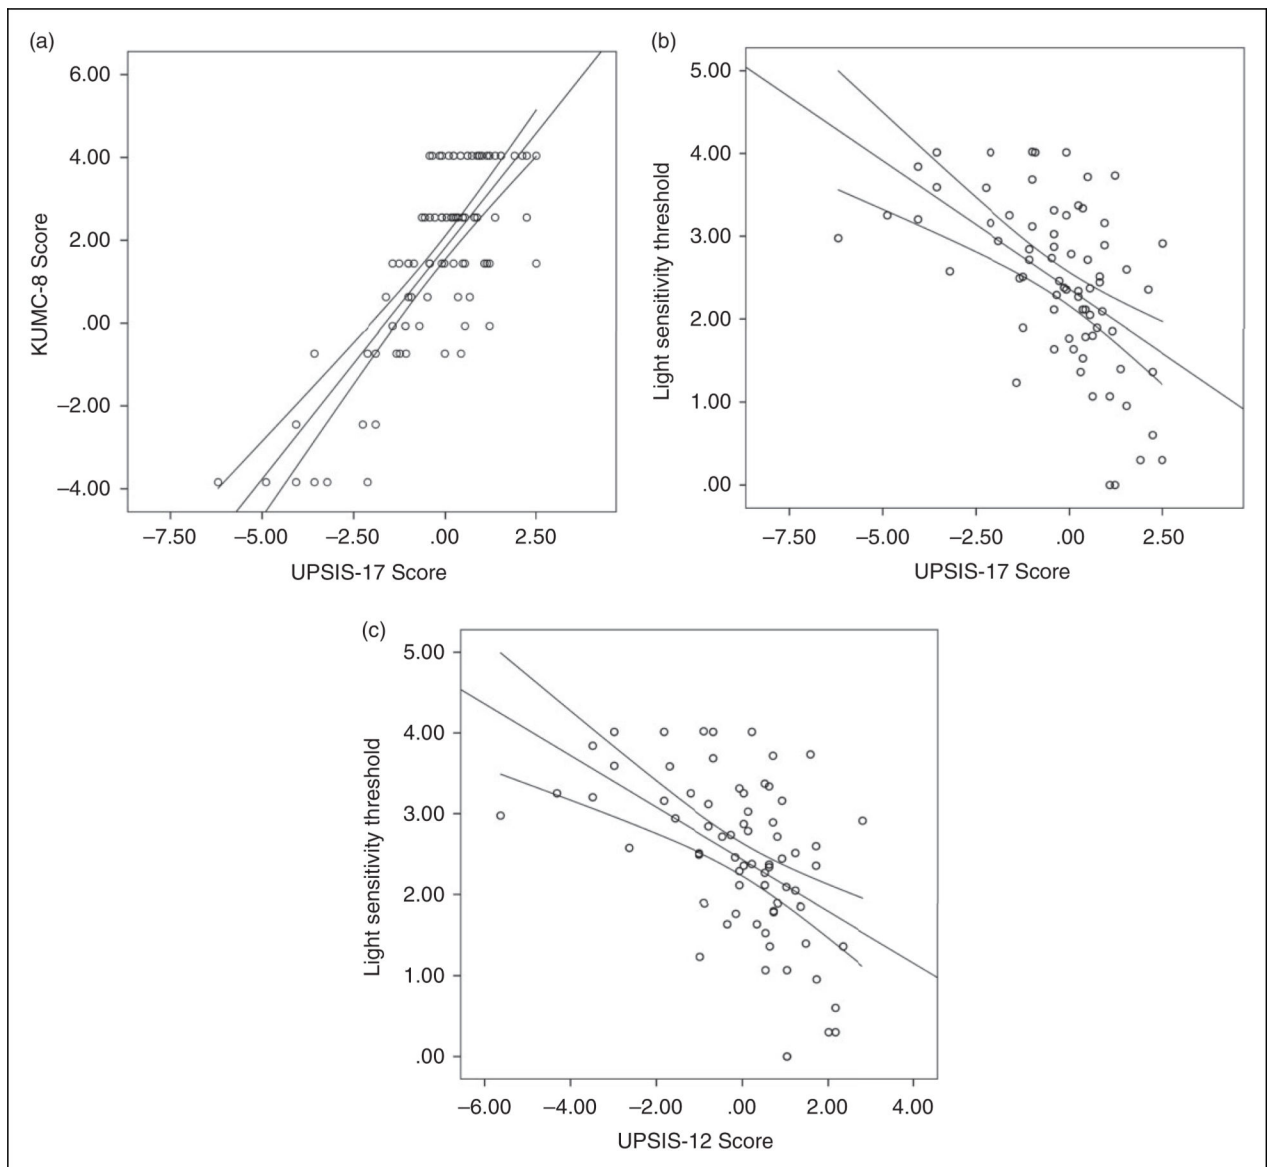 (a)
6.00
4.00
2.00
.00
−2.00
−4.00
KUMC-8 Score
−7.50 −5.00 −2.50 .00 2.50
UPSIS-17 Score
(b)
5.00
4.00
3.00
2.00
1.00
.00
Light sensitivity threshold
−7.50 −5.00 −2.50 .00 2.50
UPSIS-17 Score
(c)
5.00
4.00
3.00
2.00
1.00
.00
Light sensitivity threshold
−6.00 −4.00 −2.00 .00 2.00 4.00
UPSIS-12 Score